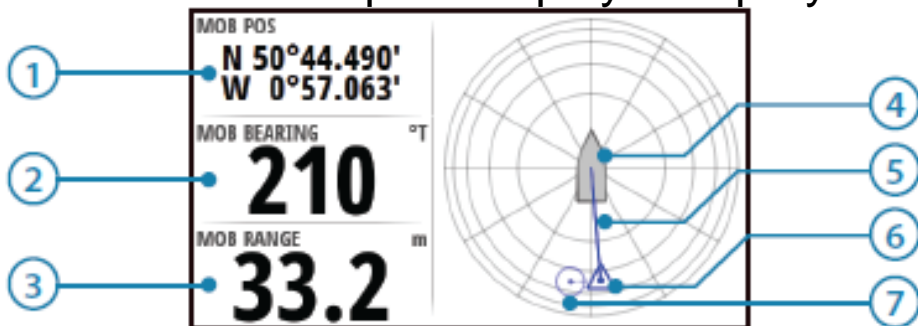 MOB POS
N 50°44.490'
W 0°57.063'
MOB BEARING °T
210
MOB RANGE m
33.2
1
2
3
4
5
6
7